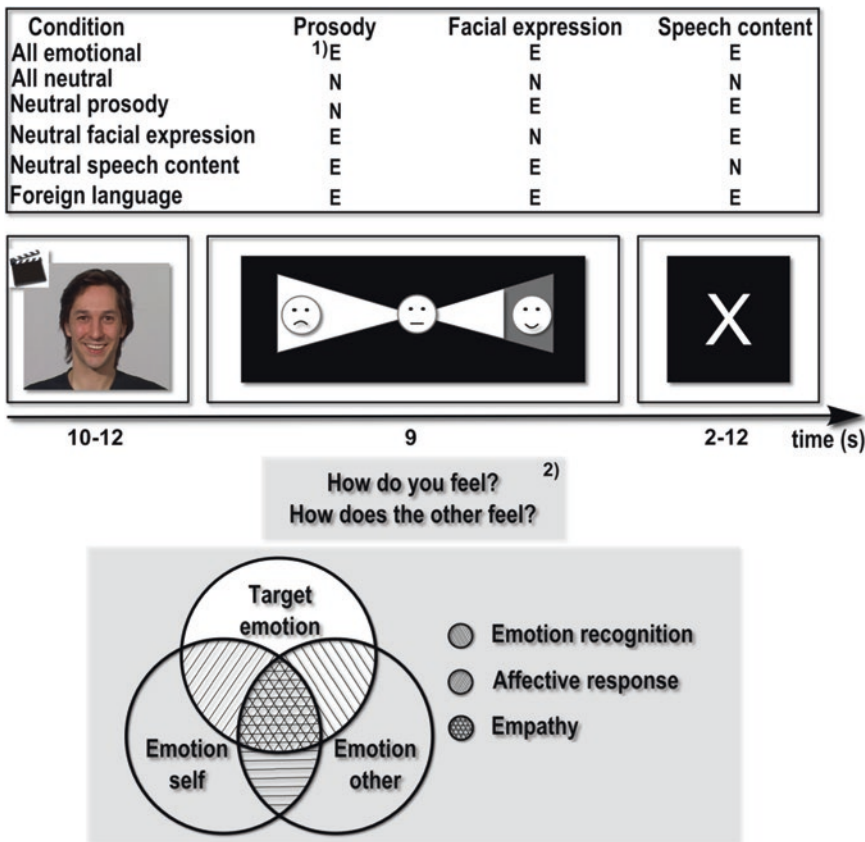 Condition Prosody Facial expression Speech content
All emotional 1)E E E
All neutral N N N
Neutral prosody N E E
Neutral facial expression E N E
Neutral speech content E E N
Foreign language E E E
X
10-12 9 2-12 time (s)
How do you feel? 2)
How does the other feel?
Target
emotion
Emotion recognition
Affective response
Empathy
Emotion
self
Emotion
other